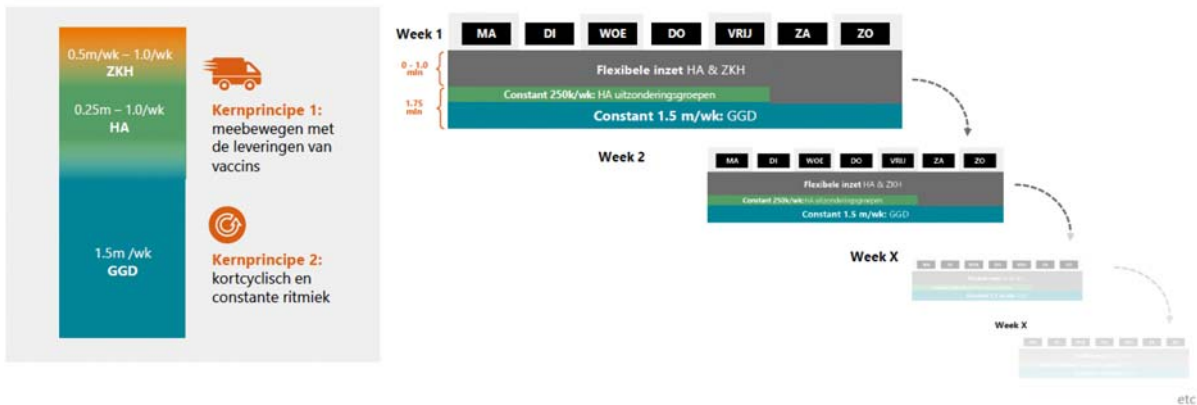 0.5m/wk – 1.0/wk
ZKH
0.25m – 1.0/wk
HA
1.5m /wk
GGD
Kernprincipe 1:
meebewegen met
de leveringen van
vaccins
Kernprincipe 2:
kortcyclisch en
constante ritmiek
Week 1
MA DI WOE DO VRIJ ZA ZO
0 - 1.0
mln
1.75
mln
Flexibele inzet HA & ZKH
Constant 250k/wk: HA uitzonderingsgroepen
Constant 1.5 m/wk: GGD
Week 2
MA DI WOE DO VRIJ ZA ZO
Flexibele inzet HA & ZKH
Constant 250k/wk: HA uitzonderingsgroepen
Constant 1.5 m/wk: GGD
Week X
Week X
etc